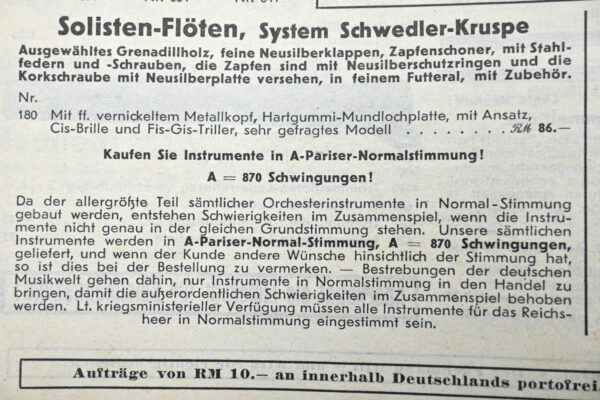 Solisten-Flöten, System Schwedler-Kruspe
Ausgewähltes Grenadillholz, feine Neusilberklappen, Zapfenschoner, mit Stahl-
federn und -Schrauben, die Zapfen sind mit Neusilberschutzringen und die
Korkschraube mit Neusilberplatte versehen, in feinem Futteral, mit Zubehör.
Nr.
180 Mit ff. vernickeltem Metallkopf, Hartgummi-Mundlochplatte, mit Ansatz,
Cis-Brille und Fis-Gis-Triller, sehr gefragtes Modell . . . . . . . . RM 86.—
Kaufen Sie Instrumente in A-Pariser-Normalstimmung!
A = 870 Schwingungen!
Da der allergrößte Teil sämtlicher Orchesterinstrumente in Normal-Stimmung
gebaut werden, entstehen Schwierigkeiten im Zusammenspiel, wenn die Instru-
mente nicht genau in der gleichen Grundstimmung stehen. Unsere sämtlichen
Instrumente werden in A-Pariser-Normal-Stimmung, A = 870 Schwingungen,
geliefert, und wenn der Kunde andere Wünsche hinsichtlich der Stimmung hat,
so ist dies bei der Bestellung zu vermerken. — Bestrebungen der deutschen
Musikwelt gehen dahin, nur Instrumente in Normalstimmung in den Handel zu
bringen, damit die außerordentlichen Schwierigkeiten im Zusammenspiel behoben
werden. Lt. kriegsministerieller Verfügung müssen alle Instrumente für das Reichs-
heer in Normalstimmung eingestimmt sein.
Aufträge von RM 10.— an innerhalb Deutschlands portofrei.